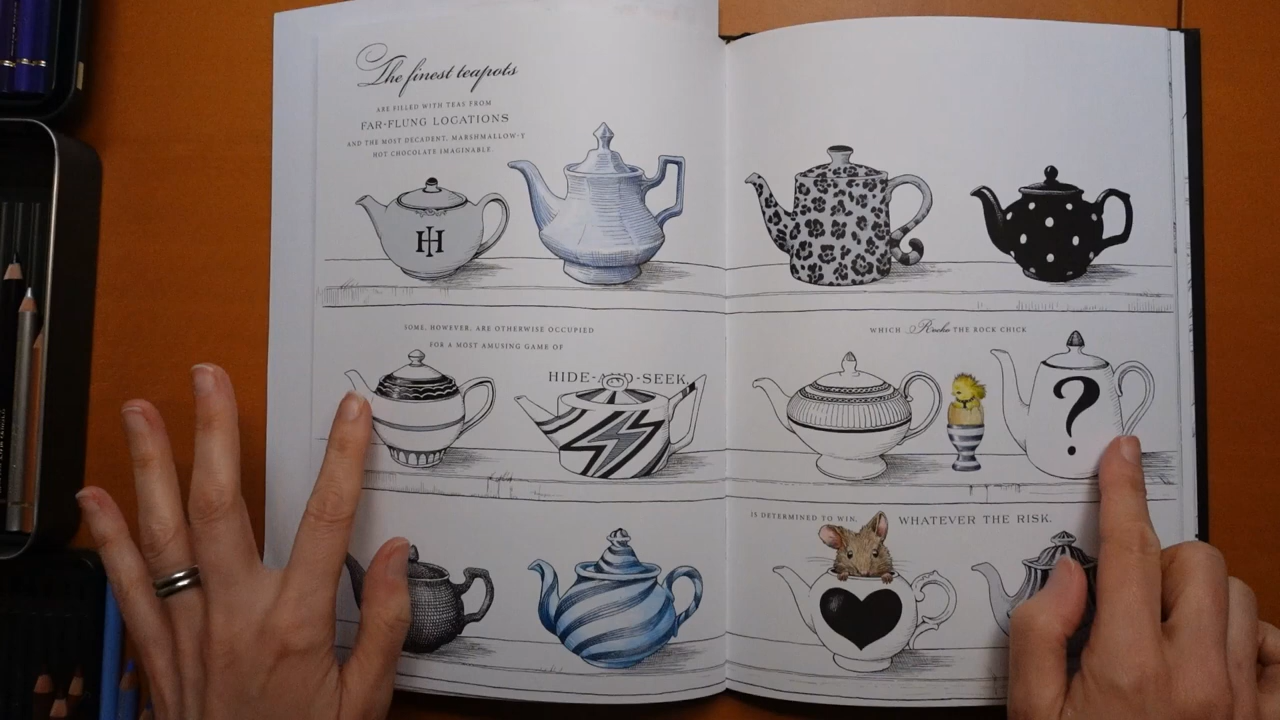 The finest teapots
ARE FILLED WITH TEAS FROM
FAR-FLUNG LOCATIONS
AND THE MOST DECADENT, MARSHMALLOW-Y
HOT CHOCOLATE IMAGINABLE.
H
SOME, HOWEVER, ARE OTHERWISE OCCUPIED
FOR A MOST AMUSING GAME OF
HIDE-AND-SEEK,
WHICH Rocko THE ROCK CHICK
?
IS DETERMINED TO WIN,
WHATEVER THE RISK.